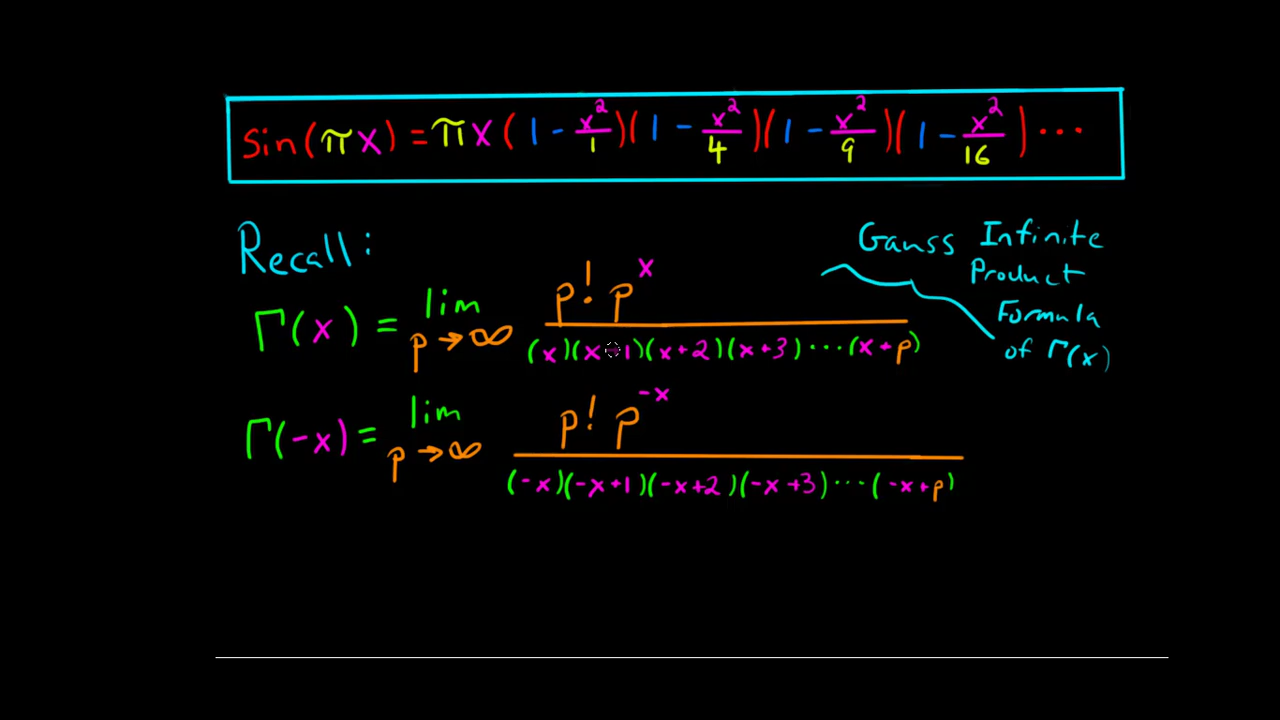 sin(πx) = πx(1 - x²/1)(1 - x²/4)(1 - x²/9)(1 - x²/16)···
Recall:
Gauss Infinite
Product
Formula
of Γ(x)
Γ(x) = lim p→∞ p! p^x / (x)(x+1)(x+2)(x+3)···(x+p)
Γ(-x) = lim p→∞ p! p^-x / (-x)(-x+1)(-x+2)(-x+3)···(-x+p)